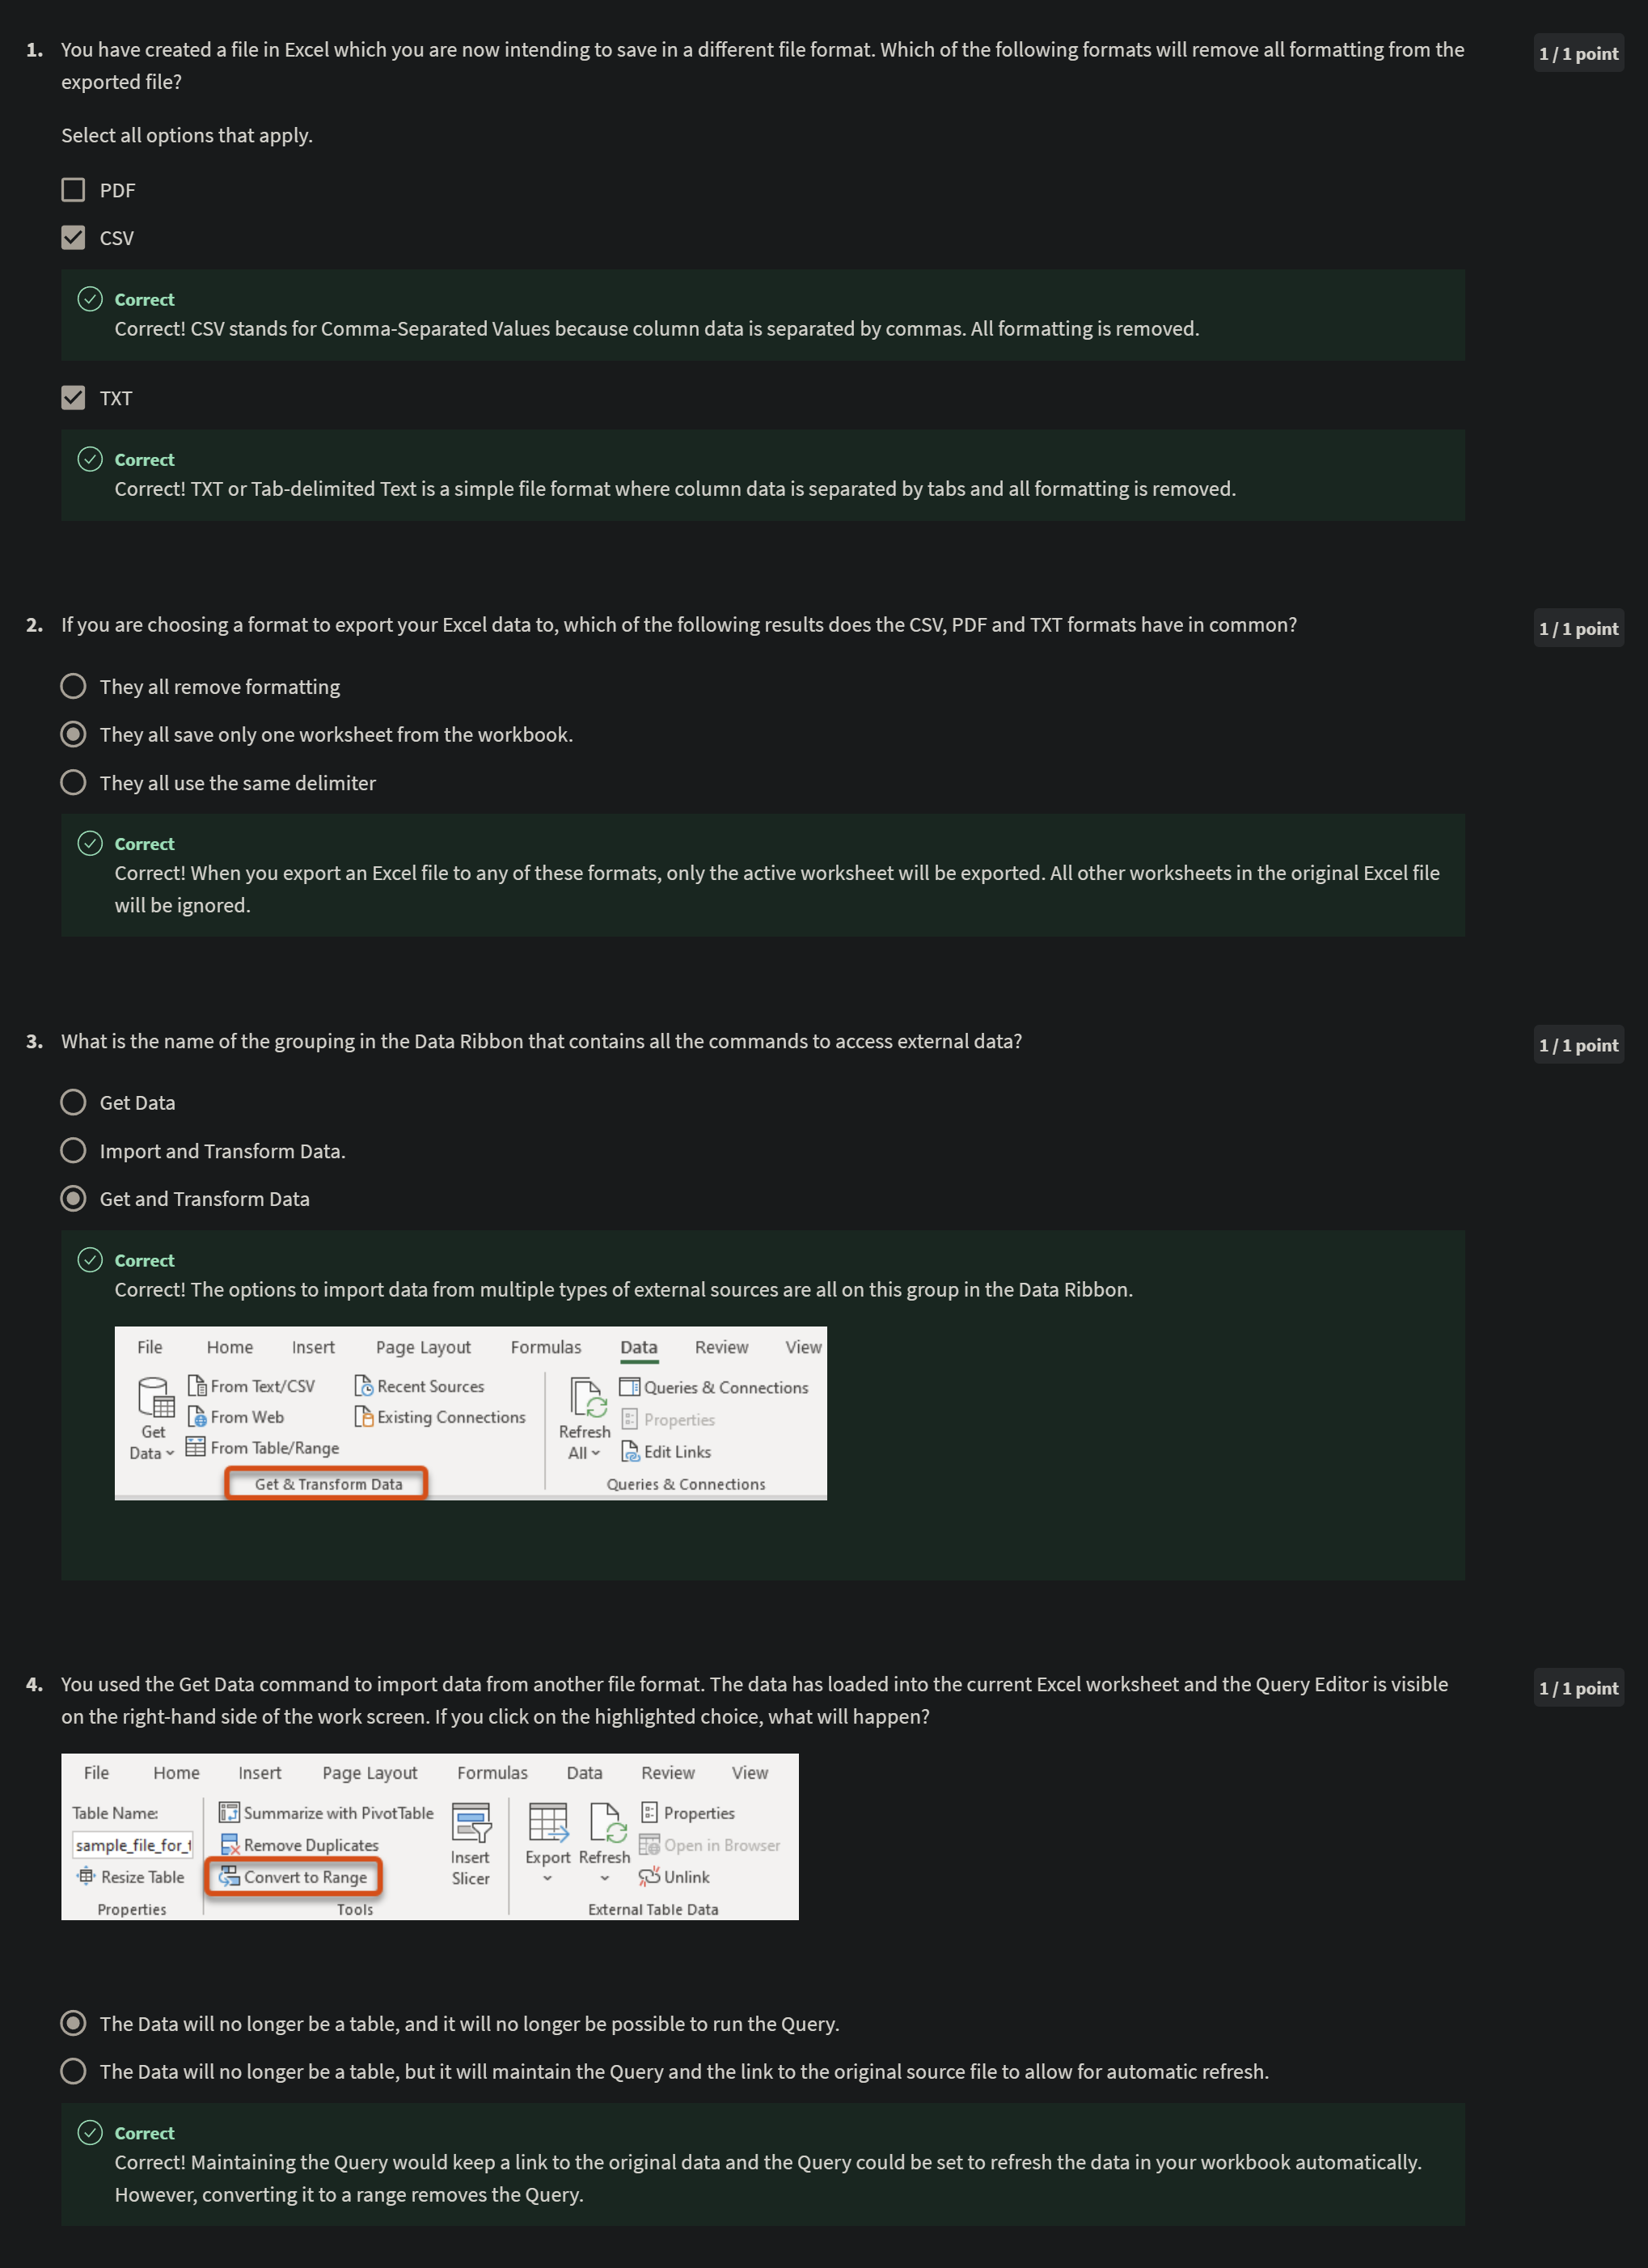 1. You have created a file in Excel which you are now intending to save in a different file format. Which of the following formats will remove all formatting from the
exported file?
1 / 1 point
Select all options that apply.
PDF
CSV
Correct
Correct! CSV stands for Comma-Separated Values because column data is separated by commas. All formatting is removed.
TXT
Correct
Correct! TXT or Tab-delimited Text is a simple file format where column data is separated by tabs and all formatting is removed.
2. If you are choosing a format to export your Excel data to, which of the following results does the CSV, PDF and TXT formats have in common?
1 / 1 point
They all remove formatting
They all save only one worksheet from the workbook.
They all use the same delimiter
Correct
Correct! When you export an Excel file to any of these formats, only the active worksheet will be exported. All other worksheets in the original Excel file
will be ignored.
3. What is the name of the grouping in the Data Ribbon that contains all the commands to access external data?
1 / 1 point
Get Data
Import and Transform Data.
Get and Transform Data
Correct
Correct! The options to import data from multiple types of external sources are all on this group in the Data Ribbon.
File Home Insert Page Layout Formulas Data Review View
Get
Data
From Text/CSV
From Web
From Table/Range
Recent Sources
Existing Connections
Get & Transform Data
Refresh
All
Queries & Connections
Properties
Edit Links
Queries & Connections
4. You used the Get Data command to import data from another file format. The data has loaded into the current Excel worksheet and the Query Editor is visible
on the right-hand side of the work screen. If you click on the highlighted choice, what will happen?
1 / 1 point
File Home Insert Page Layout Formulas Data Review View
Table Name:
sample_file_for_t
Resize Table
Properties
Summarize with PivotTable
Remove Duplicates
Convert to Range
Tools
Insert
Slicer
Export
Refresh
Properties
Open in Browser
Unlink
External Table Data
The Data will no longer be a table, and it will no longer be possible to run the Query.
The Data will no longer be a table, but it will maintain the Query and the link to the original source file to allow for automatic refresh.
Correct
Correct! Maintaining the Query would keep a link to the original data and the Query could be set to refresh the data in your workbook automatically.
However, converting it to a range removes the Query.